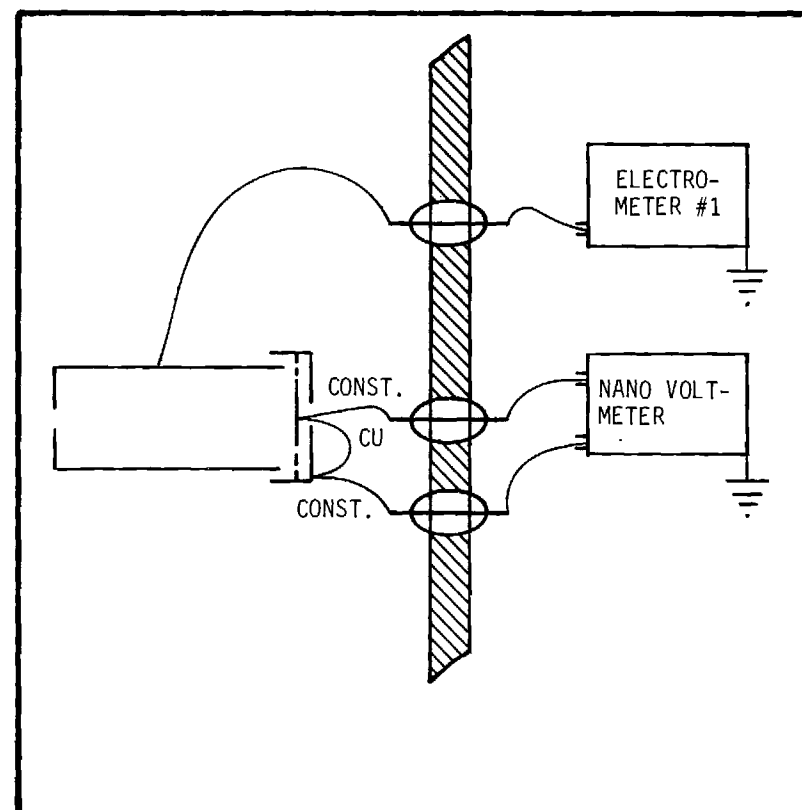 ELECTRO-
METER #1
CONST.
NANO VOLT-
METER
CU
CONST.